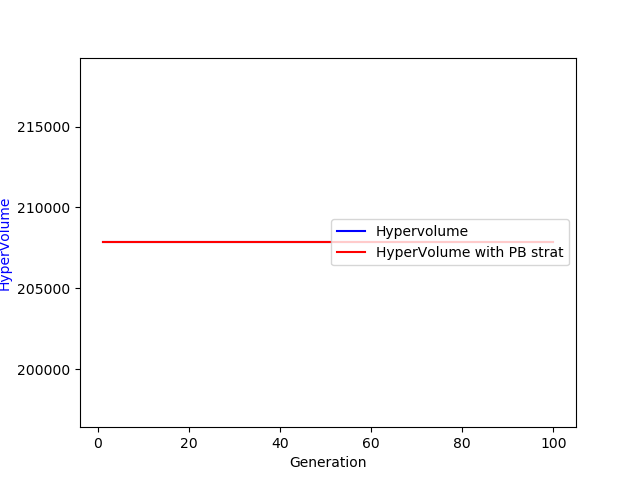 215000
210000
205000
200000
HyperVolume
Hypervolume
HyperVolume with PB strat
0 20 40 60 80 100
Generation